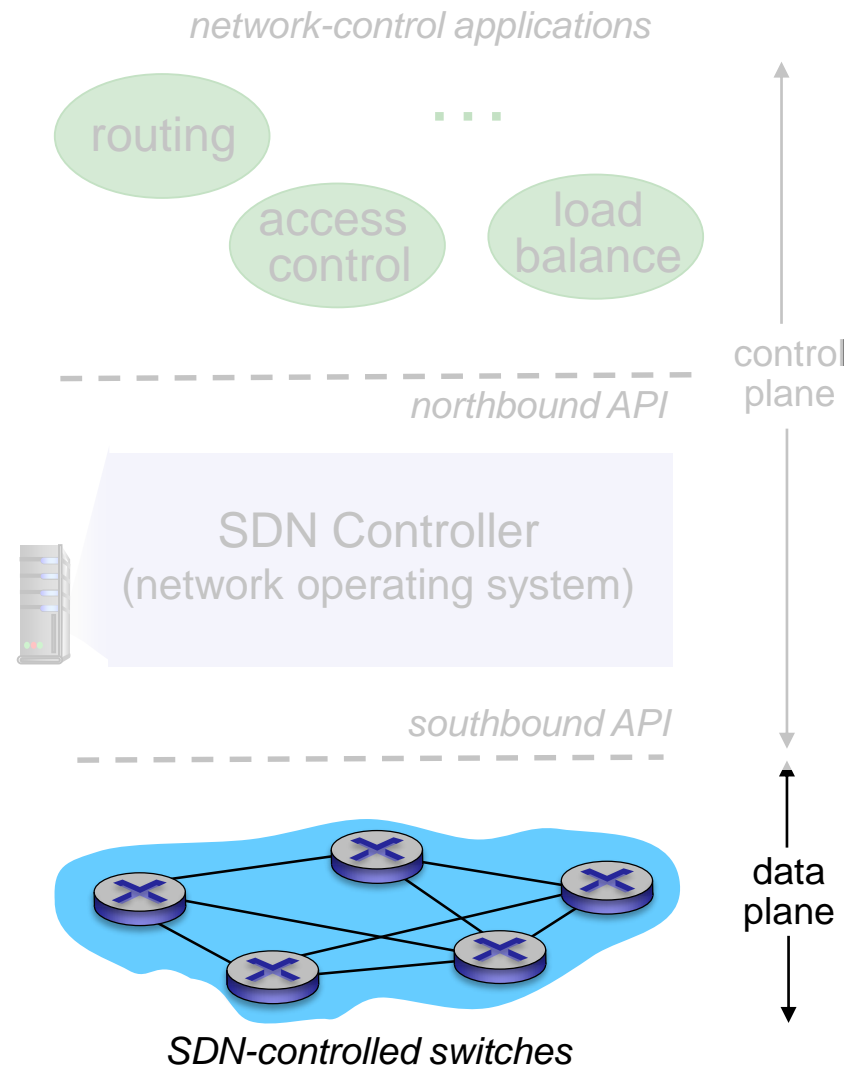 network-control applications
routing
...
access
control
load
balance
control
plane
northbound API
SDN Controller
(network operating system)
southbound API
data
plane
SDN-controlled switches